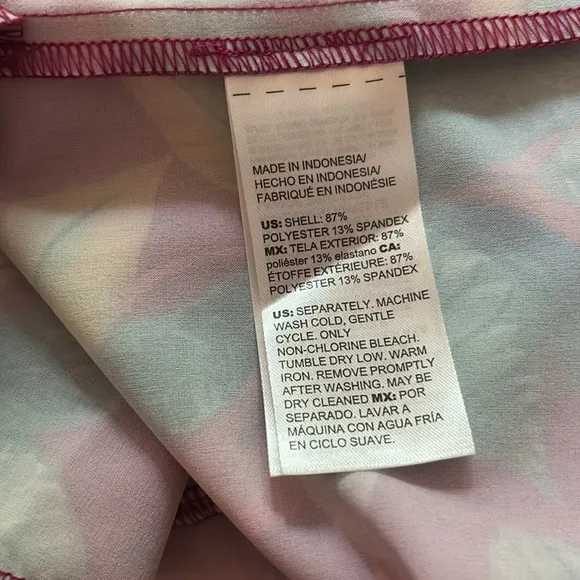 MADE IN INDONESIA/
HECHO EN INDONESIA/
FABRIQUÉ EN INDONÉSIE
US: SHELL: 87%
POLYESTER 13% SPANDEX
MX: TELA EXTERIOR: 87%
poliéster 13% elastano CA:
ÉTOFFE EXTÉRIEURE: 87%
POLYESTER 13% SPANDEX
US: SEPARATELY. MACHINE
WASH COLD, GENTLE
CYCLE. ONLY
NON-CHLORINE BLEACH.
TUMBLE DRY LOW. WARM
IRON. REMOVE PROMPTLY
AFTER WASHING. MAY BE
DRY CLEANED MX: POR
SEPARADO. LAVAR A
MÁQUINA CON AGUA FRÍA
EN CICLO SUAVE.